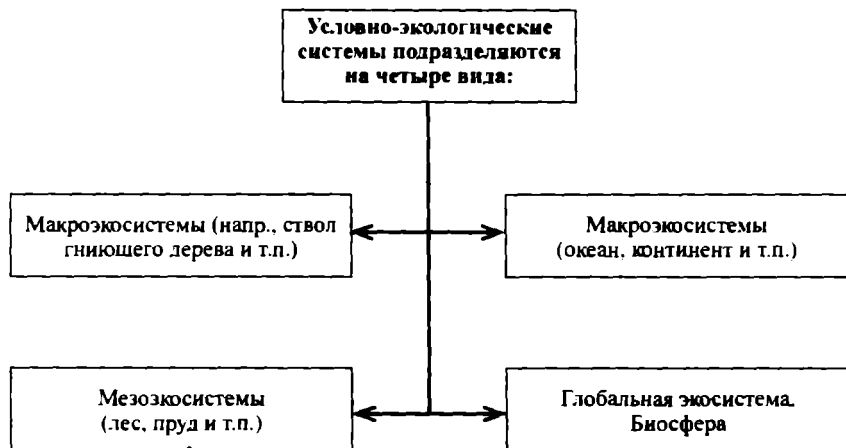 Условно-экологические
системы подразделяются
на четыре вида:
Макроэкосистемы (напр., ствол
гниющего дерева и т.п.)
Макроэкосистемы
(океан, континент и т.п.)
Мезоэкосистемы
(лес, пруд и т.п.)
Глобальная экосистема.
Биосфера